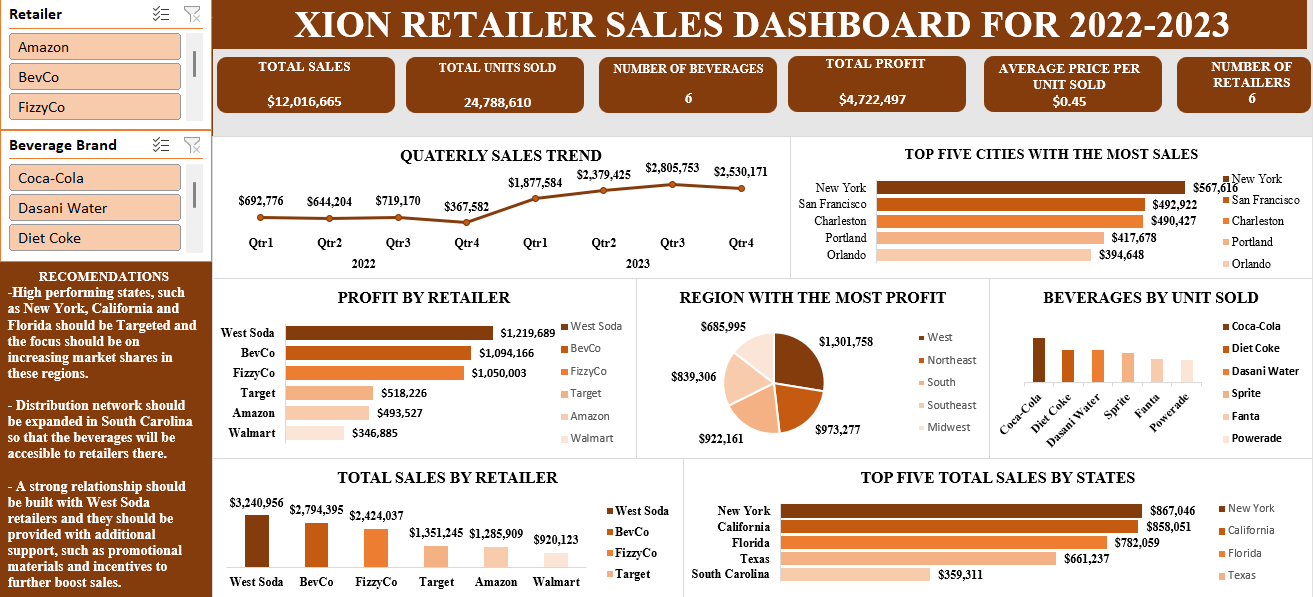 Retailer
Amazon
BevCo
FizzyCo
Beverage Brand
Coca-Cola
Dasani Water
Diet Coke
RECOMENDATIONS
-High performing states, such
as New York, California and
Florida should be Targeted and
the focus should be on
increasing market shares in
these regions.
- Distribution network should
be expanded in South Carolina
so that the beverages will be
accesible to retailers there.
- A strong relationship should
be built with West Soda
retailers and they should be
provided with additional
support, such as promotional
materials and incentives to
further boost sales.
XION RETAILER SALES DASHBOARD FOR 2022-2023
TOTAL SALES
$12,016,665
TOTAL UNITS SOLD
24,788,610
NUMBER OF BEVERAGES
6
TOTAL PROFIT
$4,722,497
AVERAGE PRICE PER
UNIT SOLD
$0.45
NUMBER OF
RETAILERS
6
QUATERLY SALES TREND
$692,776 $644,204 $719,170 $367,582 $1,877,584 $2,379,425 $2,805,753 $2,530,171
Qtr1 Qtr2 Qtr3 Qtr4 Qtr1 Qtr2 Qtr3 Qtr4
2022 2023
TOP FIVE CITIES WITH THE MOST SALES
New York $567,616
San Francisco $492,922
Charleston $490,427
Portland $417,678
Orlando $394,648
New York
San Francisco
Charleston
Portland
Orlando
PROFIT BY RETAILER
West Soda $1,219,689
BevCo $1,094,166
FizzyCo $1,050,003
Target $518,226
Amazon $493,527
Walmart $346,885
West Soda
BevCo
FizzyCo
Target
Amazon
Walmart
REGION WITH THE MOST PROFIT
$685,995
$1,301,758
$839,306
$922,161
$973,277
West
Northeast
South
Southeast
Midwest
BEVERAGES BY UNIT SOLD
Coca-Cola Diet Coke Dasani Water Sprite Fanta Powerade
Coca-Cola
Diet Coke
Dasani Water
Sprite
Fanta
Powerade
TOTAL SALES BY RETAILER
$3,240,956 $2,794,395 $2,424,037 $1,351,245 $1,285,909 $920,123
West Soda BevCo FizzyCo Target Amazon Walmart
West Soda
BevCo
FizzyCo
Target
TOP FIVE TOTAL SALES BY STATES
New York $867,046
California $858,051
Florida $782,059
Texas $661,237
South Carolina $359,311
New York
California
Florida
Texas